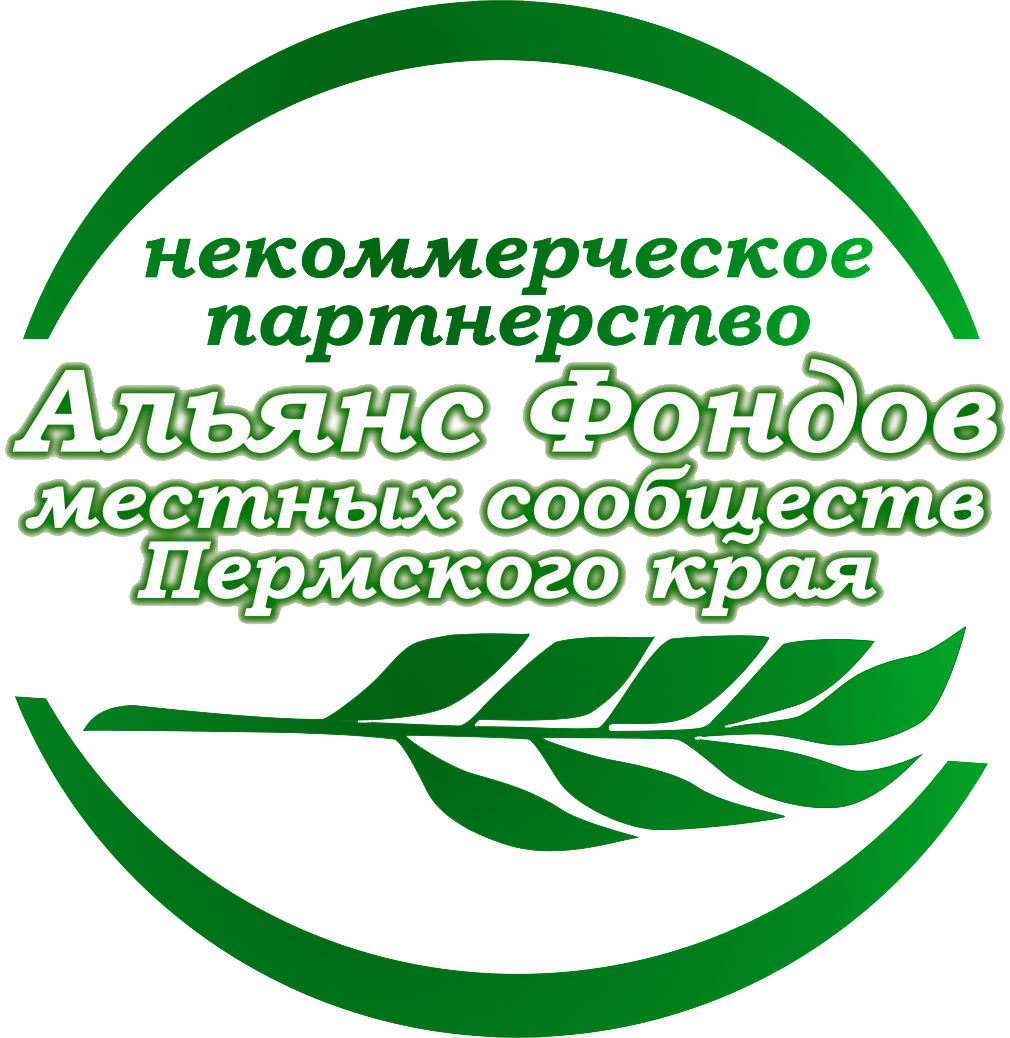 некоммерческое
партнерство
Альянс Фондов
местных сообществ
Пермского края